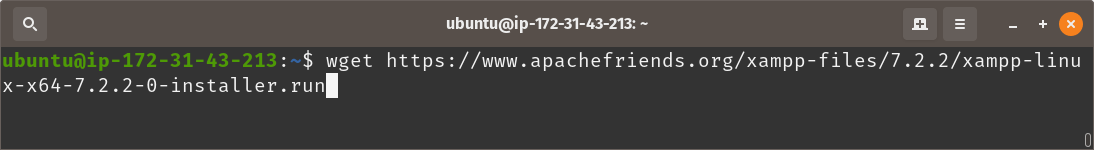 ubuntu@ip-172-31-43-213: ~
ubuntu@ip-172-31-43-213:~$ wget https://www.apachefriends.org/xampp-files/7.2.2/xampp-linu
x-x64-7.2.2-0-installer.run